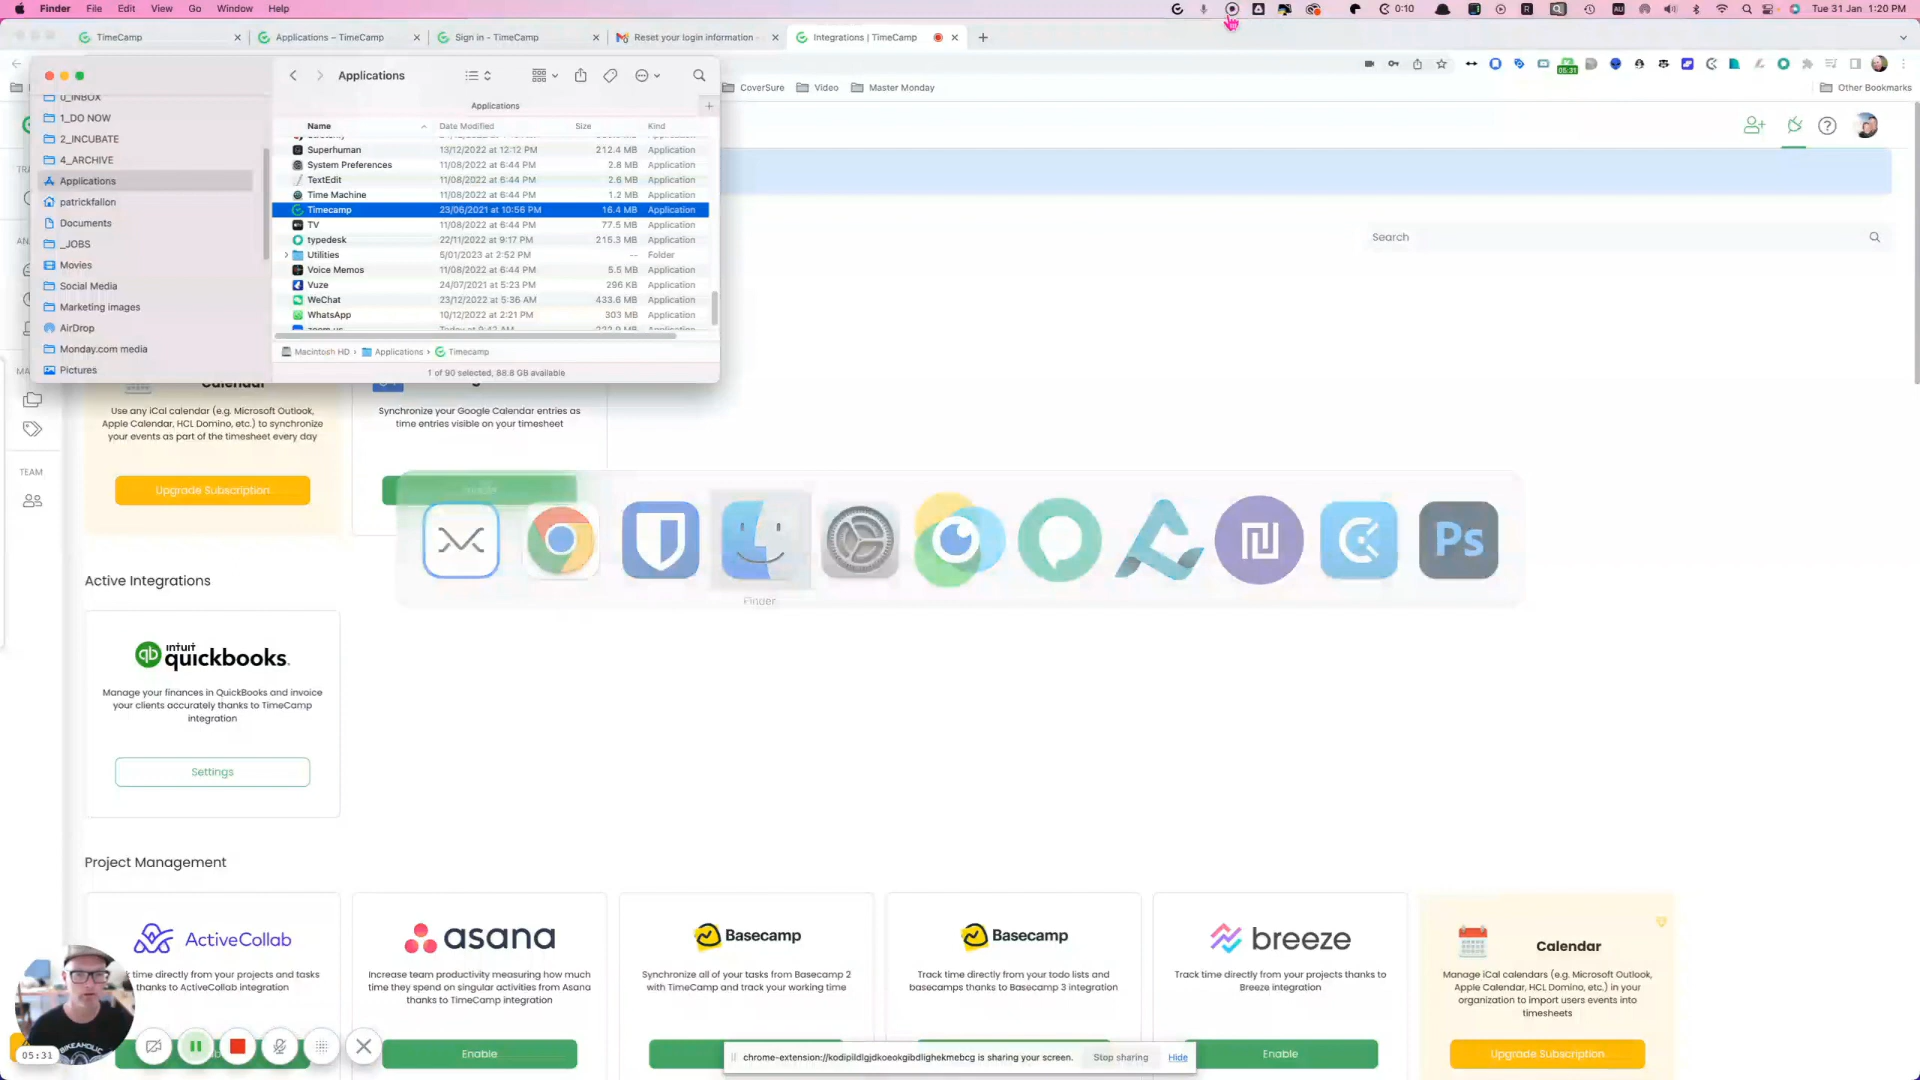 Finder File Edit View Go Window Help
0:10 Tue 31 Jan 1:20 PM
TimeCamp
Applications – TimeCamp
Sign in - TimeCamp
Reset your login information -
Integrations | TimeCamp
05:31
CoverSure Video Master Monday Other Bookmarks
0_INBOX
1_DO NOW
2_INCUBATE
4_ARCHIVE
Applications
patrickfallon
Documents
_JOBS
Movies
Social Media
Marketing images
AirDrop
Monday.com media
Pictures
Applications
Applications
Name Date Modified Size Kind
Superhuman 13/12/2022 at 12:12 PM 212.4 MB Application
System Preferences 11/08/2022 at 6:44 PM 2.8 MB Application
TextEdit 11/08/2022 at 6:44 PM 2.6 MB Application
Time Machine 11/08/2022 at 6:44 PM 1.2 MB Application
Timecamp 23/06/2021 at 10:56 PM 16.4 MB Application
TV 11/08/2022 at 6:44 PM 77.5 MB Application
typedesk 22/11/2022 at 9:17 PM 215.3 MB Application
Utilities 5/01/2023 at 2:52 PM -- Folder
Voice Memos 11/08/2022 at 6:44 PM 5.5 MB Application
Vuze 24/07/2021 at 5:23 PM 296 KB Application
WeChat 23/12/2022 at 5:36 AM 433.6 MB Application
WhatsApp 10/12/2022 at 2:21 PM 303 MB Application
Macintosh HD › Applications › Timecamp
1 of 90 selected, 88.8 GB available
Search
TEAM
Calendar
Use any iCal calendar (e.g. Microsoft Outlook,
Apple Calendar, HCL Domino, etc.) to synchronize
your events as part of the timesheet every day
Upgrade Subscription
Synchronize your Google Calendar entries as
time entries visible on your timesheet
Ps
Finder
Active Integrations
intuit
quickbooks.
Manage your finances in QuickBooks and invoice
your clients accurately thanks to TimeCamp
integration
Settings
Project Management
ActiveCollab
time directly from your projects and tasks
thanks to ActiveCollab integration
asana
Increase team productivity measuring how much
time they spend on singular activities from Asana
thanks to TimeCamp integration
Enable
Basecamp
Synchronize all of your tasks from Basecamp 2
with TimeCamp and track your working time
Basecamp
Track time directly from your todo lists and
basecamps thanks to Basecamp 3 integration
breeze
Track time directly from your projects thanks to
Breeze integration
Enable
Calendar
Manage iCal calendars (e.g. Microsoft Outlook,
Apple Calendar, HCL Domino, etc.) in your
organization to import users events into
timesheets
Upgrade Subscription
BIKEAHOLIC
05:31
chrome-extension://kodipildlgjdkoeokgibdlighekmebcg is sharing your screen. Stop sharing Hide